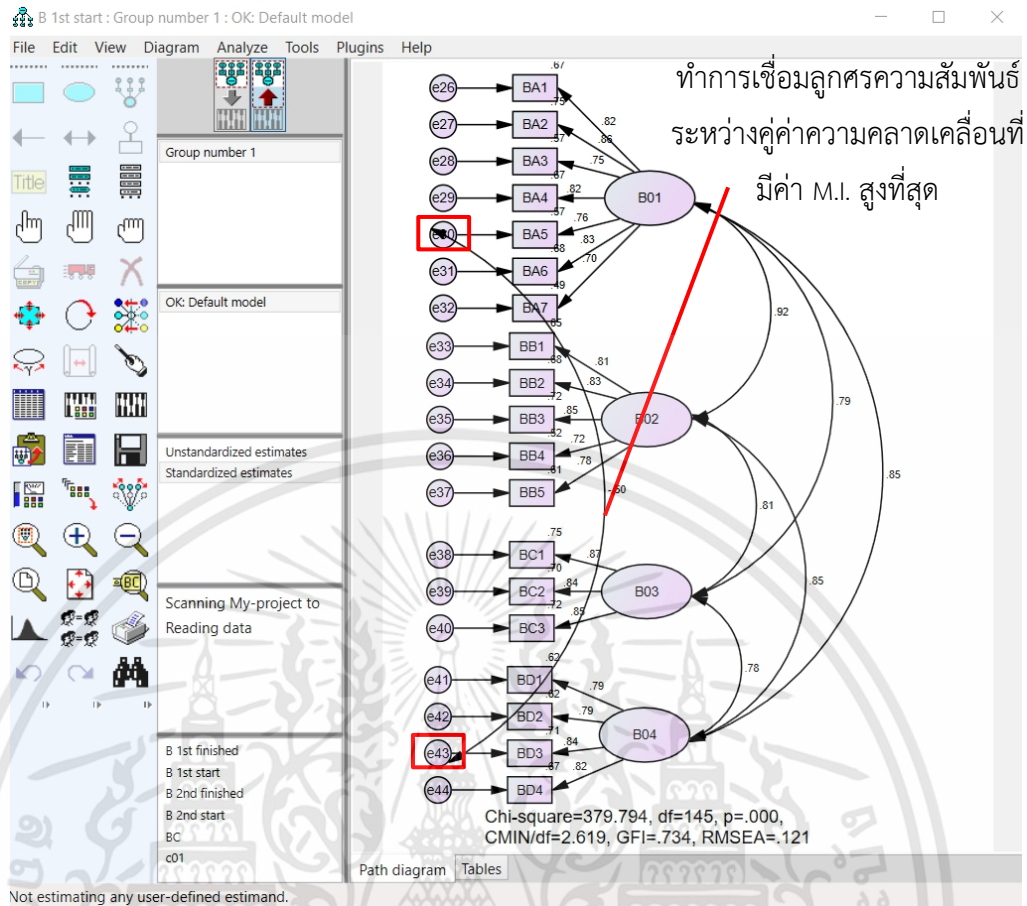 B 1st start : Group number 1 : OK: Default model
File Edit View Diagram Analyze Tools Plugins Help
ทำการเชื่อมลูกศรความสัมพันธ์
ระหว่างคู่ค่าความคลาดเคลื่อนที่
มีค่า M.I. สูงที่สุด
Title
Group number 1
OK: Default model
Unstandardized estimates
Standardized estimates
Scanning My-project to
Reading data
B 1st finished
B 1st start
B 2nd finished
B 2nd start
BC
c01
.67
e26 BA1
.75
.82
e27 BA2
.57
.86
e28 BA3
.75
.67
e29 BA4
.82
B01
.57
e30 BA5
.76
.68
.83
e31 BA6
.70
.49
e32 BA7
.65
.92
e33 BB1
.81
.68
e34 BB2
.83
.72
.79
e35 BB3
.85
B02
.52
e36 BB4
.72
.61
.78
.85
e37 BB5
-.60
.81
.75
e38 BC1
.87
.70
.85
e39 BC2
.84
B03
.72
e40 BC3
.85
.62
.78
e41 BD1
.79
.62
e42 BD2
.79
.71
B04
e43 BD3
.84
.67
.82
e44 BD4
Chi-square=379.794, df=145, p=.000,
CMIN/df=2.619, GFI=.734, RMSEA=.121
Path diagram Tables
Not estimating any user-defined estimand.